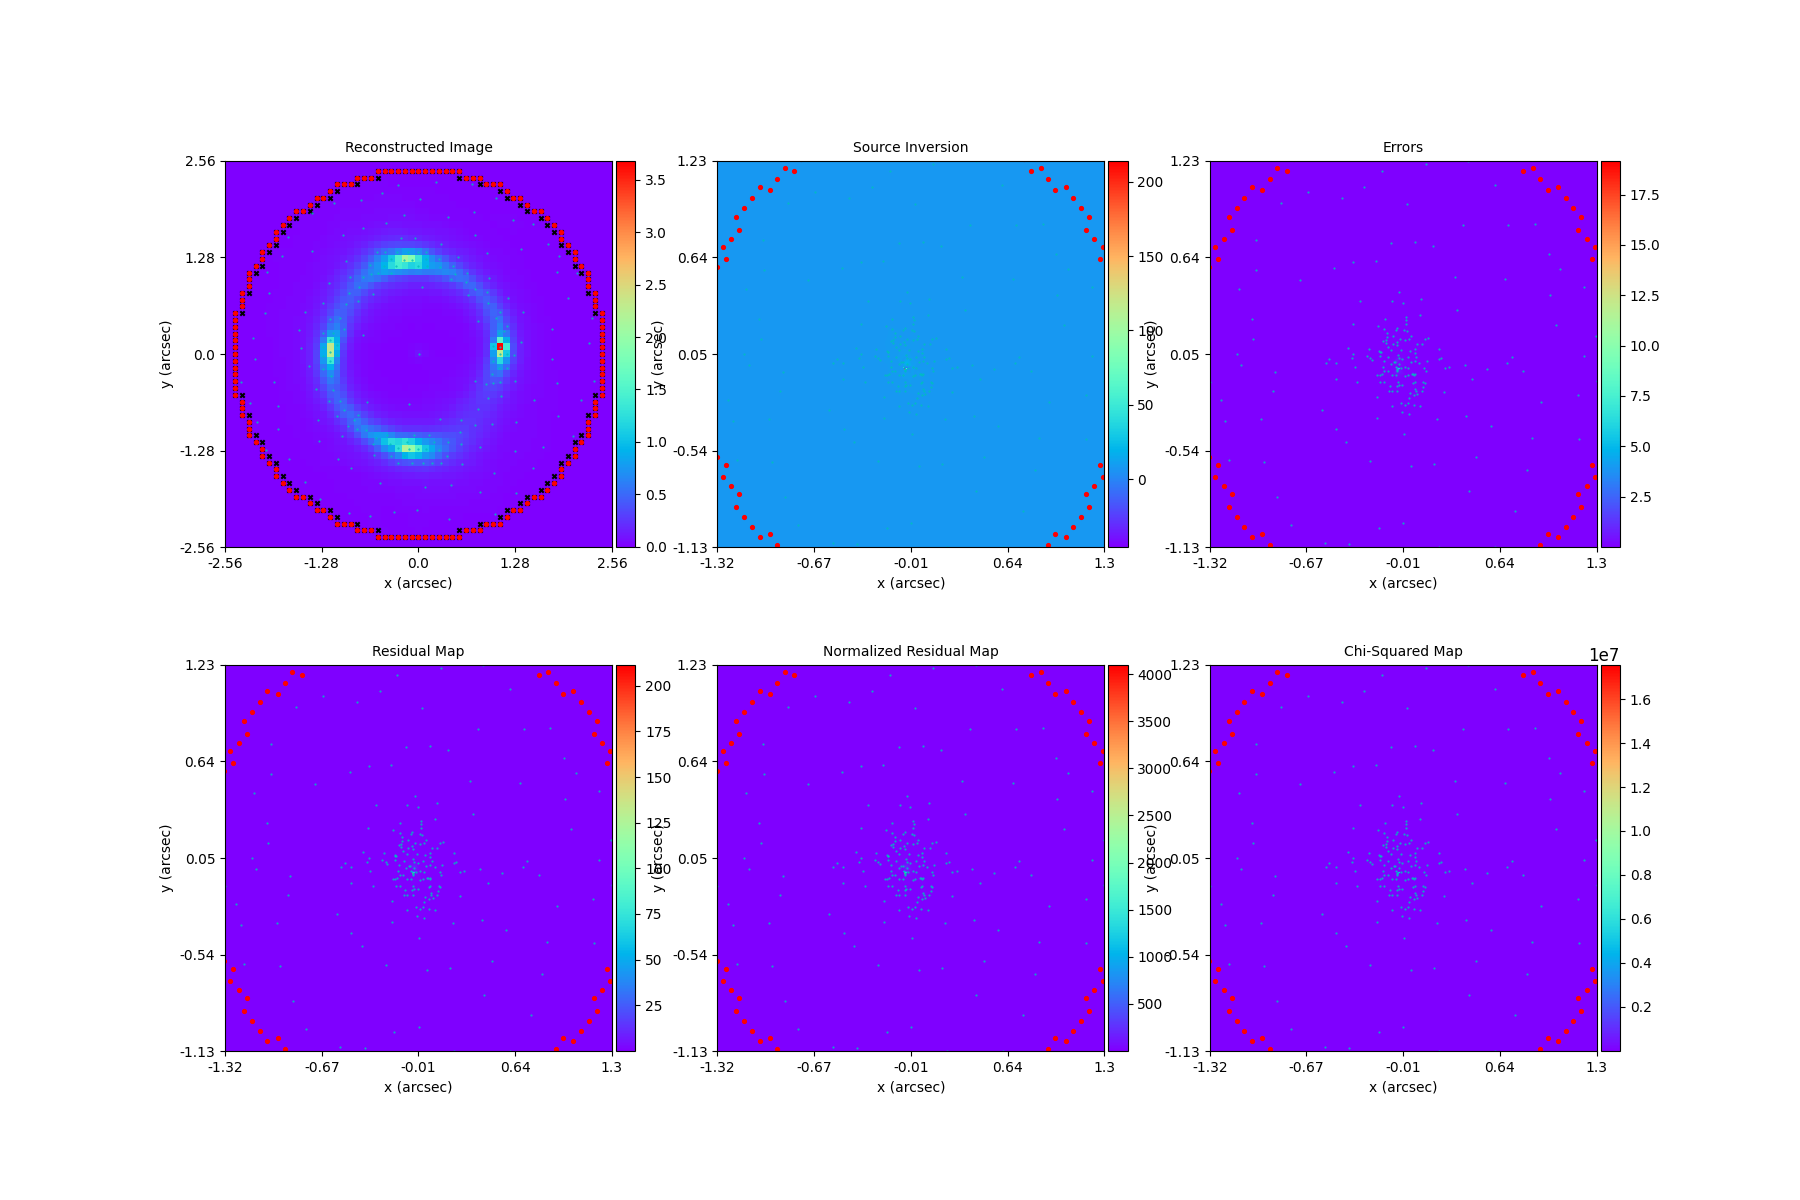 Reconstructed Image
2.56
1.28
0.0
-1.28
-2.56
y (arcsec)
-2.56 -1.28 0.0 1.28 2.56
x (arcsec)
3.5
3.0
2.5
2.0
1.5
1.0
0.5
0.0
Source Inversion
1.23
0.64
0.05
-0.54
-1.13
y (arcsec)
-1.32 -0.67 -0.01 0.64 1.3
x (arcsec)
200
150
100
50
0
Errors
1.23
0.64
0.05
-0.54
-1.13
y (arcsec)
-1.32 -0.67 -0.01 0.64 1.3
x (arcsec)
17.5
15.0
12.5
10.0
7.5
5.0
2.5
Residual Map
1.23
0.64
0.05
-0.54
-1.13
y (arcsec)
-1.32 -0.67 -0.01 0.64 1.3
x (arcsec)
200
175
150
125
100
75
50
25
Normalized Residual Map
1.23
0.64
0.05
-0.54
-1.13
y (arcsec)
-1.32 -0.67 -0.01 0.64 1.3
x (arcsec)
4000
3500
3000
2500
2000
1500
1000
500
Chi-Squared Map
1.23
0.64
0.05
-0.54
-1.13
y (arcsec)
-1.32 -0.67 -0.01 0.64 1.3
x (arcsec)
1e7
1.6
1.4
1.2
1.0
0.8
0.6
0.4
0.2